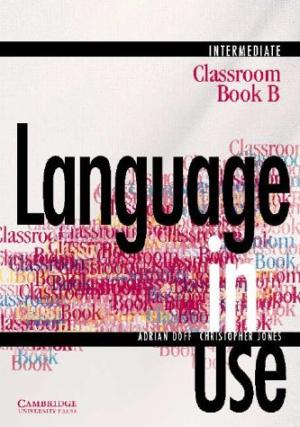 INTERMEDIATE
Classroom
Book B
Language
in
use
ADRIAN DOFF CHRISTOPHER JONES
CAMBRIDGE
UNIVERSITY PRESS